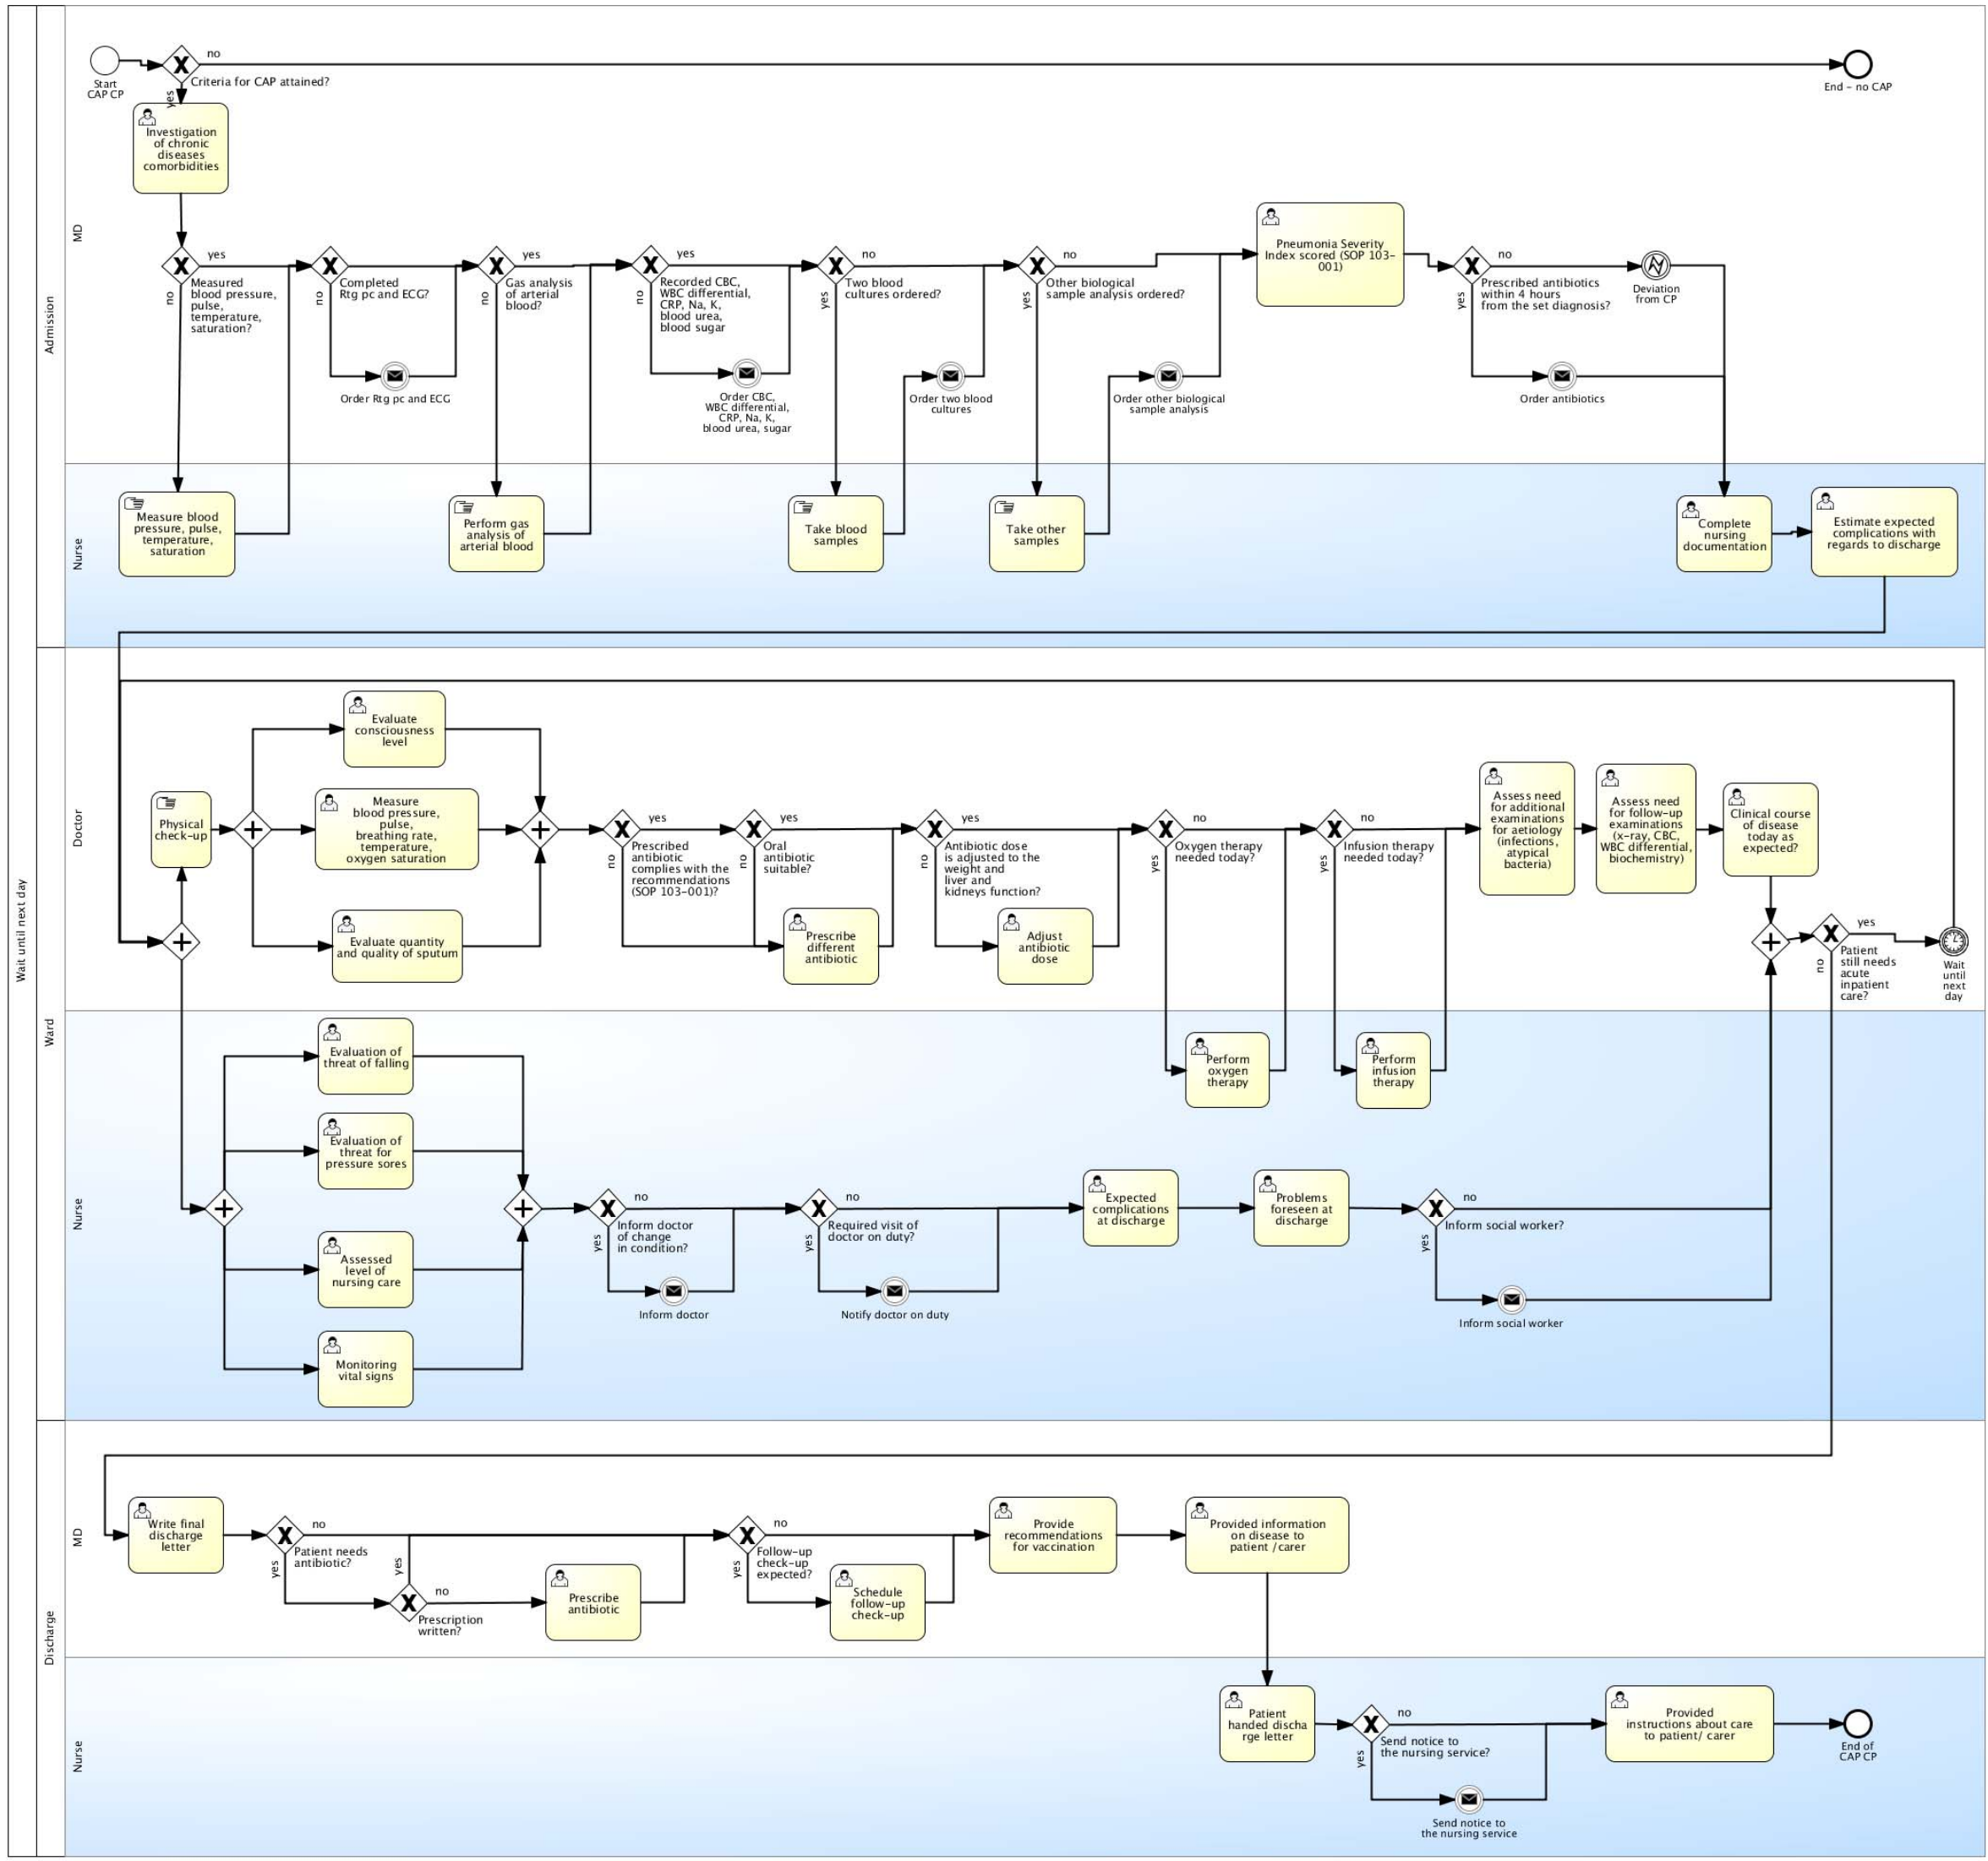 Wait until next day
Admission
MD
Start
CAP CP
no
Criteria for CAP attained?
yes
End – no CAP
Investigation
of chronic
diseases
comorbidities
yes
Measured
blood pressure,
pulse,
temperature,
saturation?
no
Completed
Rtg pc and ECG?
no
Order Rtg pc and ECG
yes
Gas analysis
of arterial
blood?
no
yes
Recorded CBC,
WBC differential,
CRP, Na, K,
blood urea,
blood sugar
no
Order CBC,
WBC differential,
CRP, Na, K,
blood urea, sugar
no
Two blood
cultures ordered?
yes
Order two blood
cultures
no
Other biological
sample analysis ordered?
yes
Order other biological
sample analysis
Pneumonia Severity
Index scored (SOP 103-
001)
no
Prescribed antibiotics
within 4 hours
from the set diagnosis?
yes
Deviation
from CP
Order antibiotics
Nurse
Measure blood
pressure, pulse,
temperature,
saturation
Perform gas
analysis of
arterial blood
Take blood
samples
Take other
samples
Complete
nursing
documentation
Estimate expected
complications with
regards to discharge
Ward
Doctor
Physical
check-up
Evaluate
consciousness
level
Measure
blood pressure,
pulse,
breathing rate,
temperature,
oxygen saturation
Evaluate quantity
and quality of sputum
yes
Prescribed
antibiotic
complies with the
recommendations
(SOP 103-001)?
no
yes
Oral
antibiotic
suitable?
no
Prescribe
different
antibiotic
yes
Antibiotic dose
is adjusted to the
weight and
liver and
kidneys function?
no
Adjust
antibiotic
dose
no
Oxygen therapy
needed today?
yes
no
Infusion therapy
needed today?
yes
Assess need
for additional
examinations
for aetiology
(infections,
atypical
bacteria)
Assess need
for follow-up
examinations
(x-ray, CBC,
WBC differential,
biochemistry)
Clinical course
of disease
today as
expected?
yes
Patient
still needs
acute
inpatient
care?
no
Wait
until
next
day
Nurse
Perform
oxygen
therapy
Perform
infusion
therapy
Evaluation of
threat of falling
Evaluation of
threat for
pressure sores
Assessed
level of
nursing care
Monitoring
vital signs
no
Inform doctor
of change
in condition?
yes
Inform doctor
no
Required visit of
doctor on duty?
yes
Notify doctor on duty
Expected
complications
at discharge
Problems
foreseen at
discharge
no
Inform social worker?
yes
Inform social worker
Discharge
MD
Write final
discharge
letter
no
Patient needs
antibiotic?
yes
yes
no
Prescription
written?
Prescribe
antibiotic
no
Follow-up
check-up
expected?
yes
Schedule
follow-up
check-up
Provide
recommendations
for vaccination
Provided information
on disease to
patient /carer
Nurse
Patient
handed discha
rge letter
no
Send notice to
the nursing service?
yes
Send notice to
the nursing service
Provided
instructions about care
to patient/ carer
End of
CAP CP